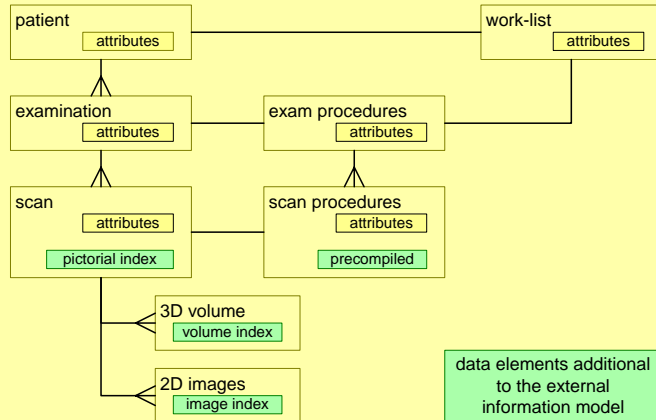 patient
attributes
work-list
attributes
examination
attributes
exam procedures
attributes
scan
attributes
pictorial index
scan procedures
attributes
precompiled
3D volume
volume index
2D images
image index
data elements additional
to the external
information model